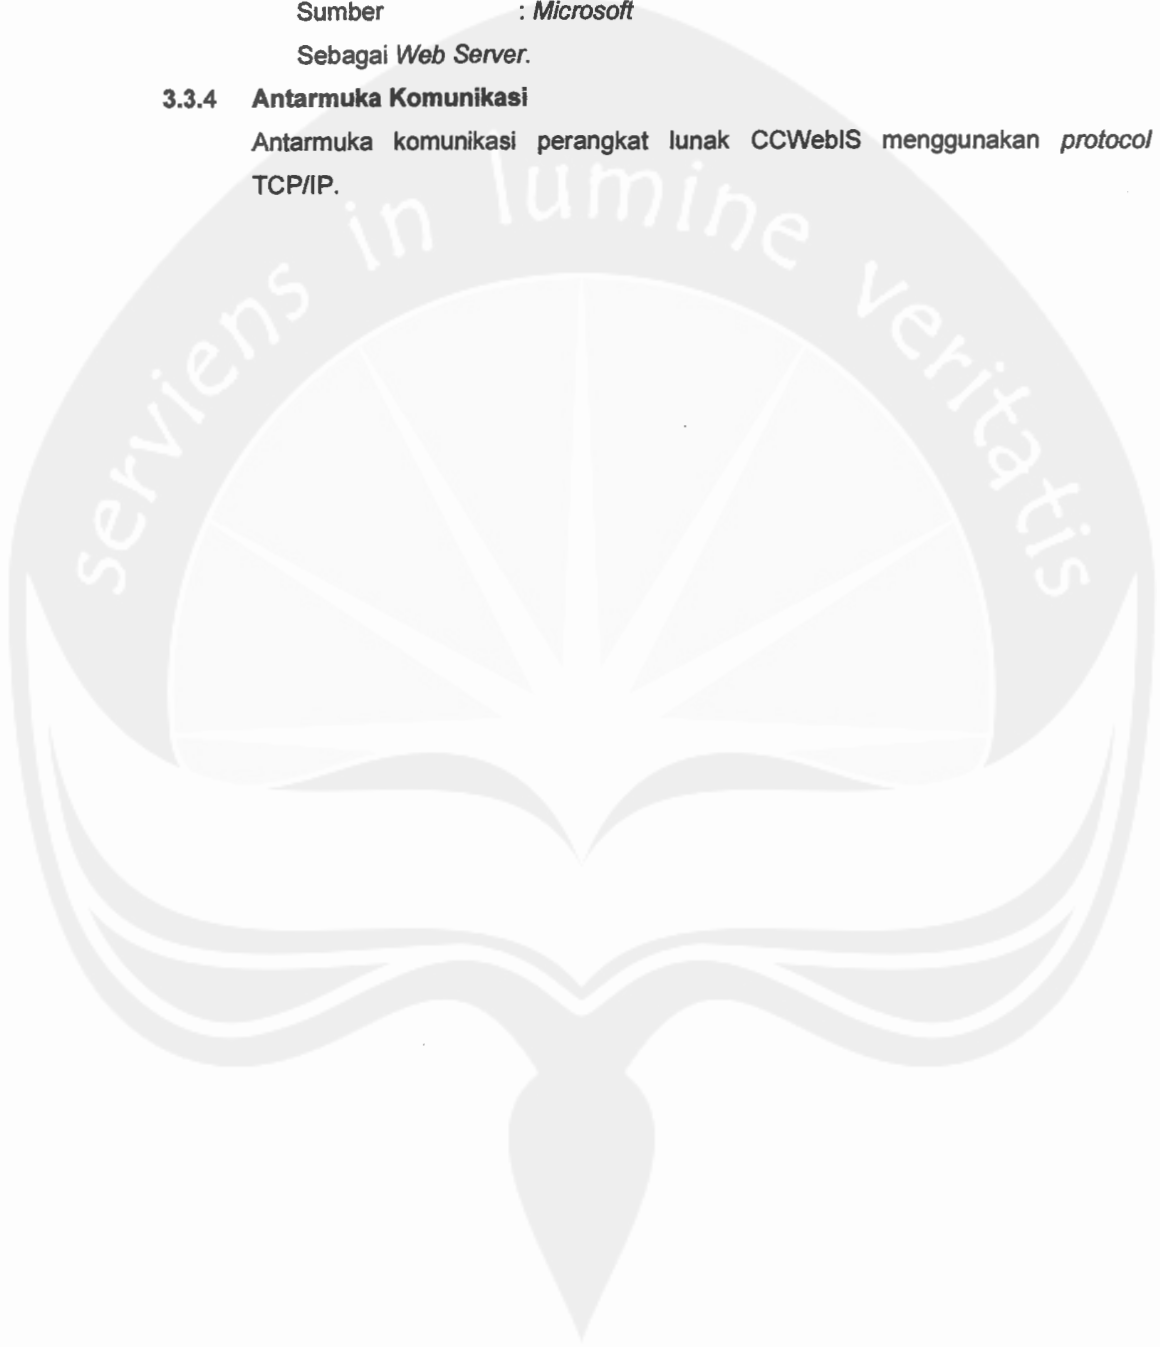 Sumber : Microsoft
Sebagai Web Server.
3.3.4 Antarmuka Komunikasi
Antarmuka komunikasi perangkat lunak CCWebIS menggunakan protocol
TCP/IP.
serviens in lumine veritatis